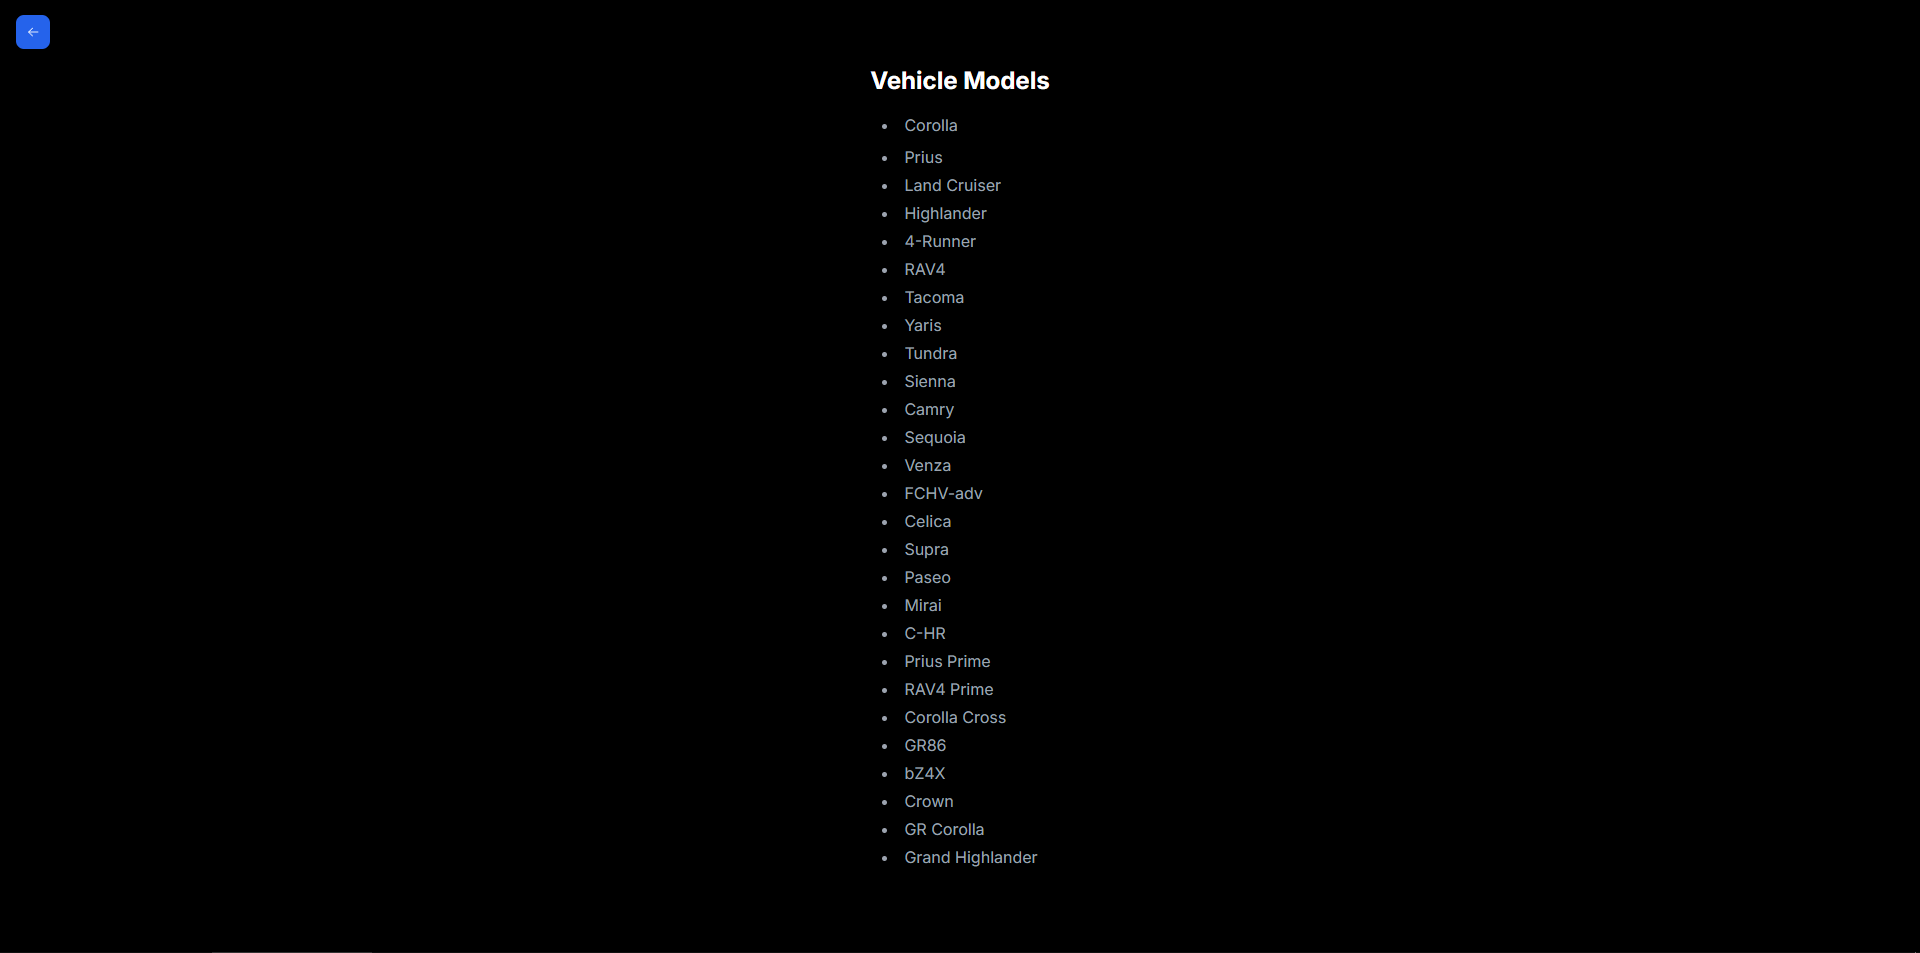 Vehicle Models
Corolla
Prius
Land Cruiser
Highlander
4-Runner
RAV4
Tacoma
Yaris
Tundra
Sienna
Camry
Sequoia
Venza
FCHV-adv
Celica
Supra
Paseo
Mirai
C-HR
Prius Prime
RAV4 Prime
Corolla Cross
GR86
bZ4X
Crown
GR Corolla
Grand Highlander